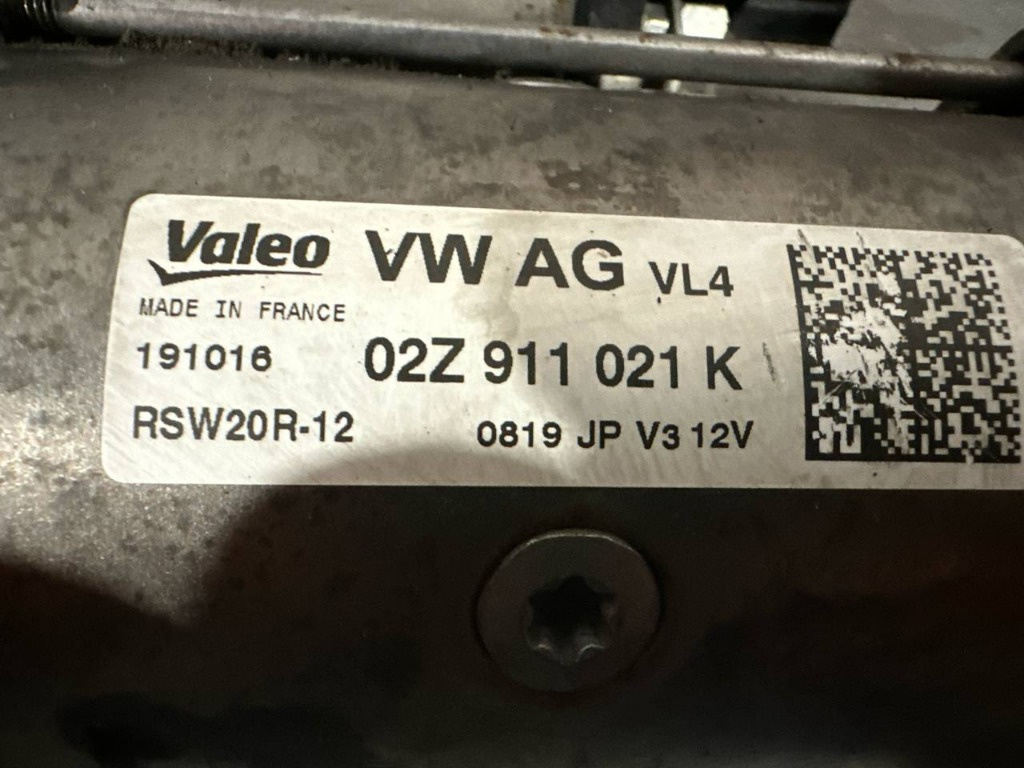 Valeo VW AG VL4
MADE IN FRANCE
191016 02Z 911 021 K
RSW20R-12 0819 JP V3 12V